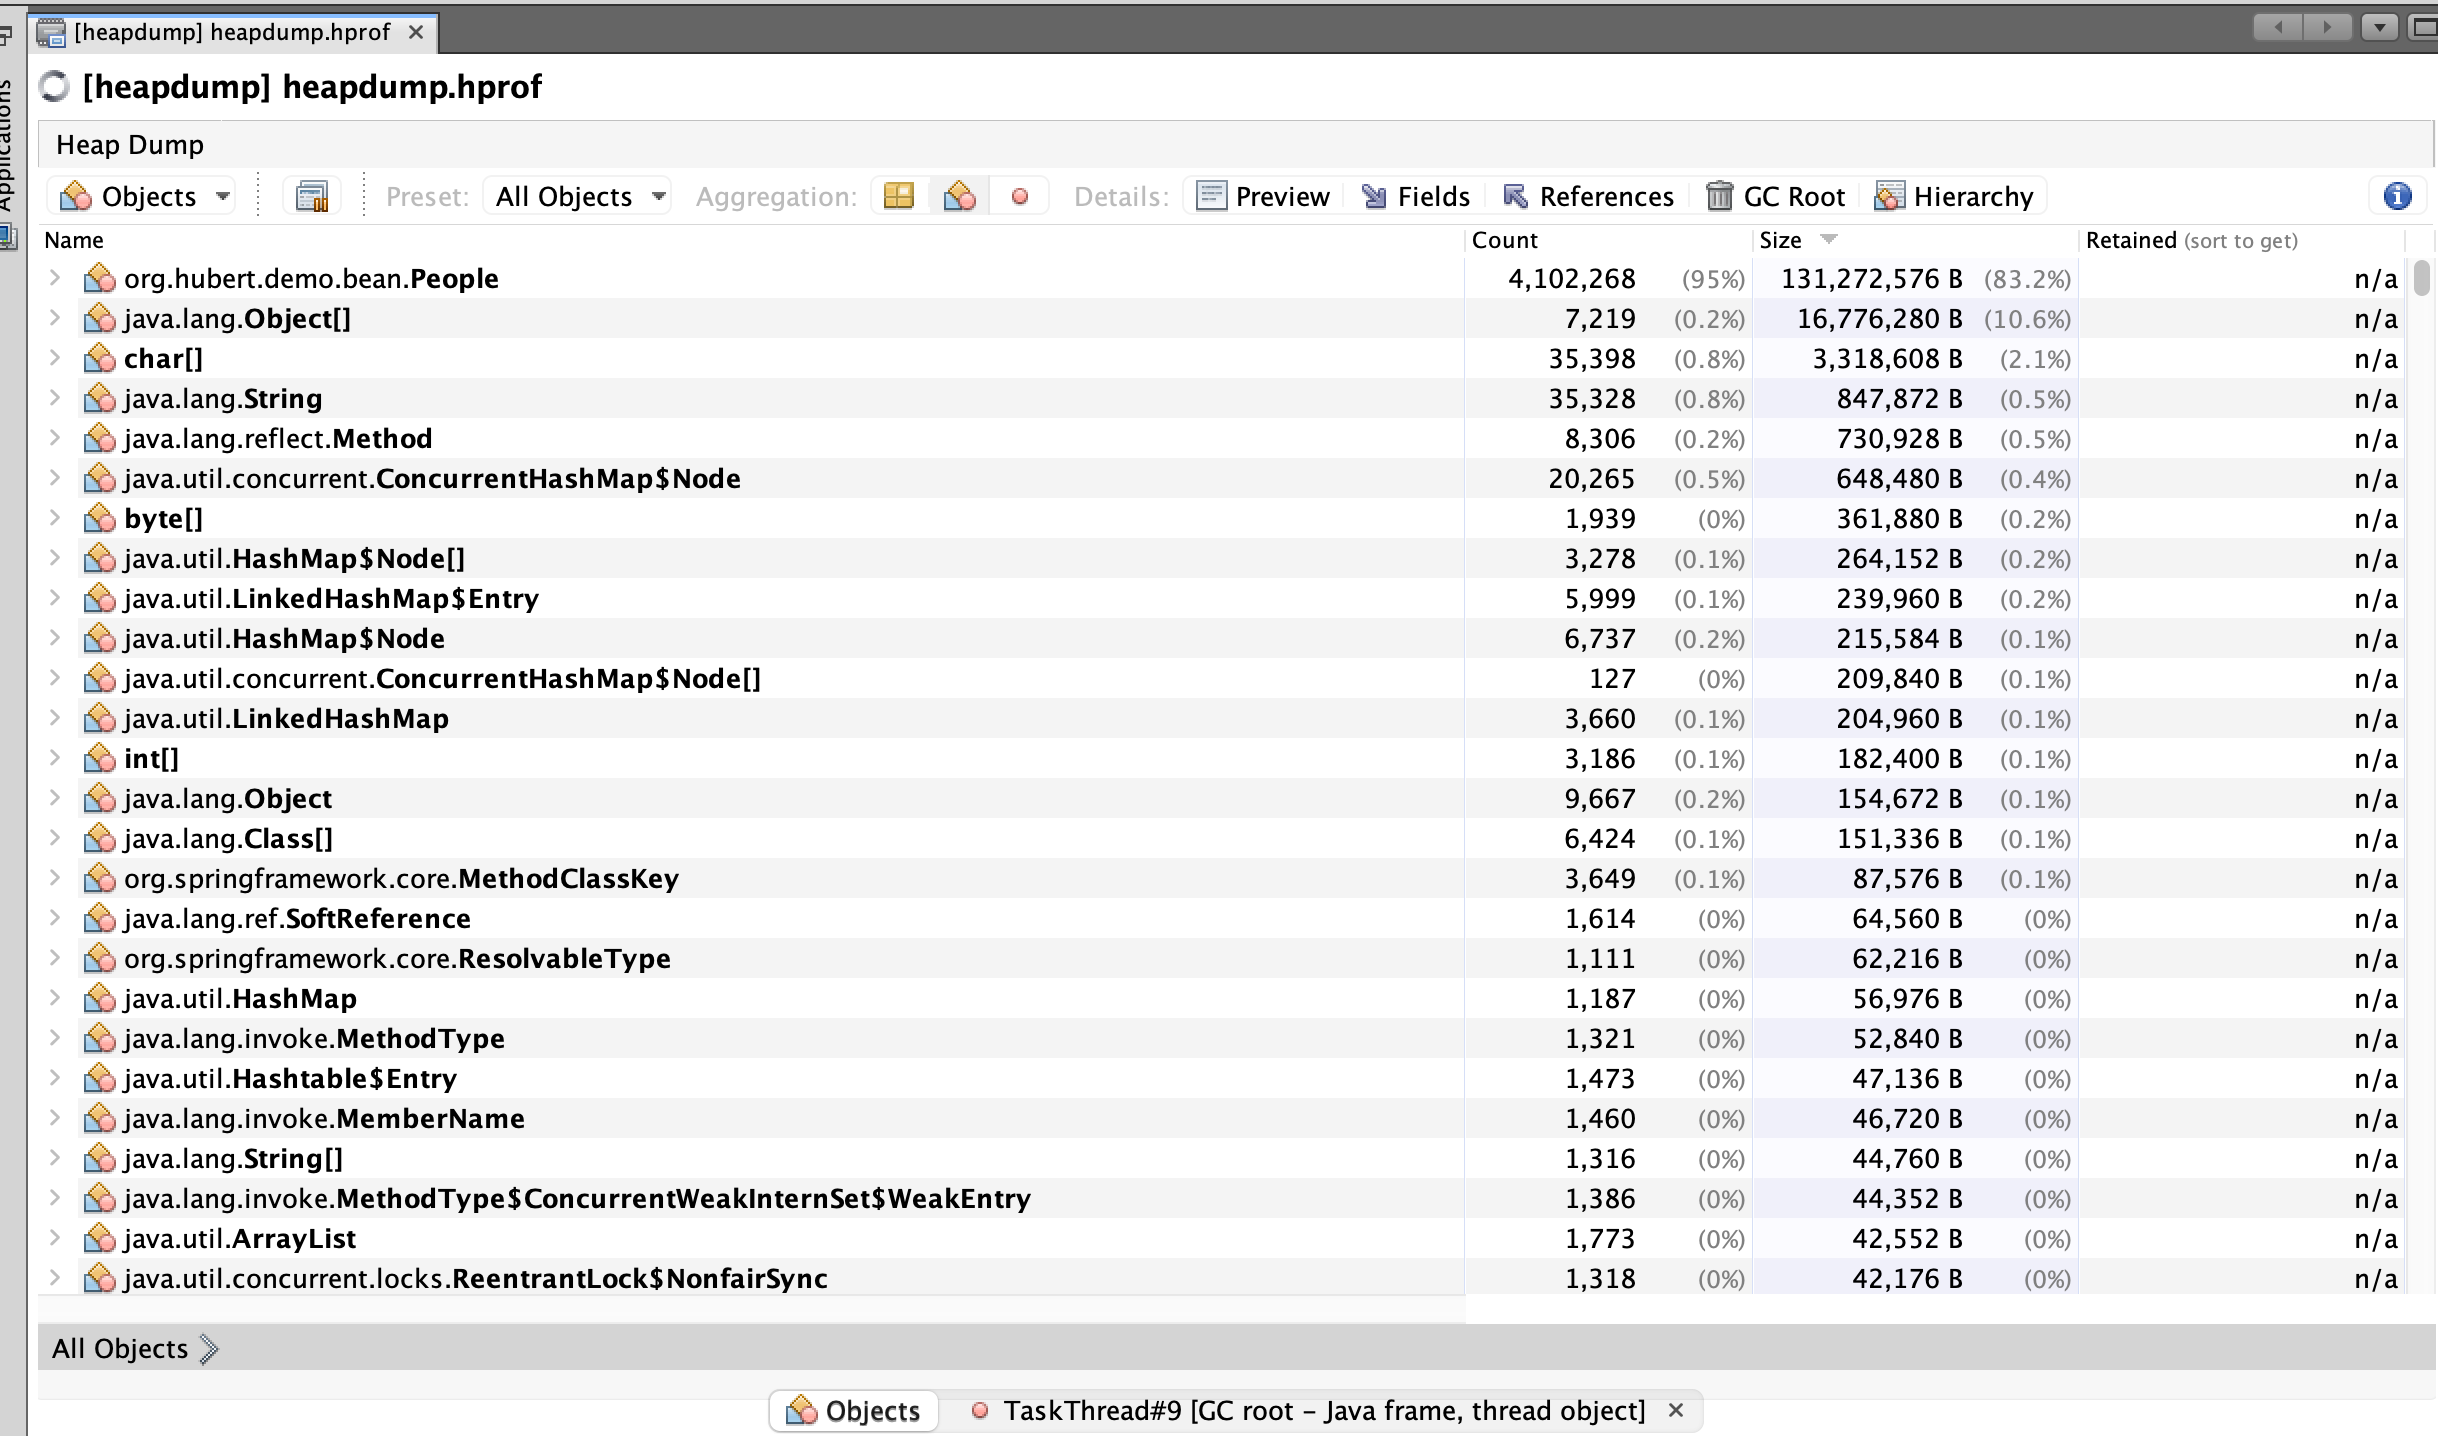 [heapdump] heapdump.hprof ×
Applications
[heapdump] heapdump.hprof
Heap Dump
Objects Preset: All Objects Aggregation: Details: Preview Fields References GC Root Hierarchy
Name Count Size Retained (sort to get)
org.hubert.demo.bean.People 4,102,268 (95%) 131,272,576 B (83.2%) n/a
java.lang.Object[] 7,219 (0.2%) 16,776,280 B (10.6%) n/a
char[] 35,398 (0.8%) 3,318,608 B (2.1%) n/a
java.lang.String 35,328 (0.8%) 847,872 B (0.5%) n/a
java.lang.reflect.Method 8,306 (0.2%) 730,928 B (0.5%) n/a
java.util.concurrent.ConcurrentHashMap$Node 20,265 (0.5%) 648,480 B (0.4%) n/a
byte[] 1,939 (0%) 361,880 B (0.2%) n/a
java.util.HashMap$Node[] 3,278 (0.1%) 264,152 B (0.2%) n/a
java.util.LinkedHashMap$Entry 5,999 (0.1%) 239,960 B (0.2%) n/a
java.util.HashMap$Node 6,737 (0.2%) 215,584 B (0.1%) n/a
java.util.concurrent.ConcurrentHashMap$Node[] 127 (0%) 209,840 B (0.1%) n/a
java.util.LinkedHashMap 3,660 (0.1%) 204,960 B (0.1%) n/a
int[] 3,186 (0.1%) 182,400 B (0.1%) n/a
java.lang.Object 9,667 (0.2%) 154,672 B (0.1%) n/a
java.lang.Class[] 6,424 (0.1%) 151,336 B (0.1%) n/a
org.springframework.core.MethodClassKey 3,649 (0.1%) 87,576 B (0.1%) n/a
java.lang.ref.SoftReference 1,614 (0%) 64,560 B (0%) n/a
org.springframework.core.ResolvableType 1,111 (0%) 62,216 B (0%) n/a
java.util.HashMap 1,187 (0%) 56,976 B (0%) n/a
java.lang.invoke.MethodType 1,321 (0%) 52,840 B (0%) n/a
java.util.Hashtable$Entry 1,473 (0%) 47,136 B (0%) n/a
java.lang.invoke.MemberName 1,460 (0%) 46,720 B (0%) n/a
java.lang.String[] 1,316 (0%) 44,760 B (0%) n/a
java.lang.invoke.MethodType$ConcurrentWeakInternSet$WeakEntry 1,386 (0%) 44,352 B (0%) n/a
java.util.ArrayList 1,773 (0%) 42,552 B (0%) n/a
java.util.concurrent.locks.ReentrantLock$NonfairSync 1,318 (0%) 42,176 B (0%) n/a
All Objects
Objects TaskThread#9 [GC root – Java frame, thread object] ×